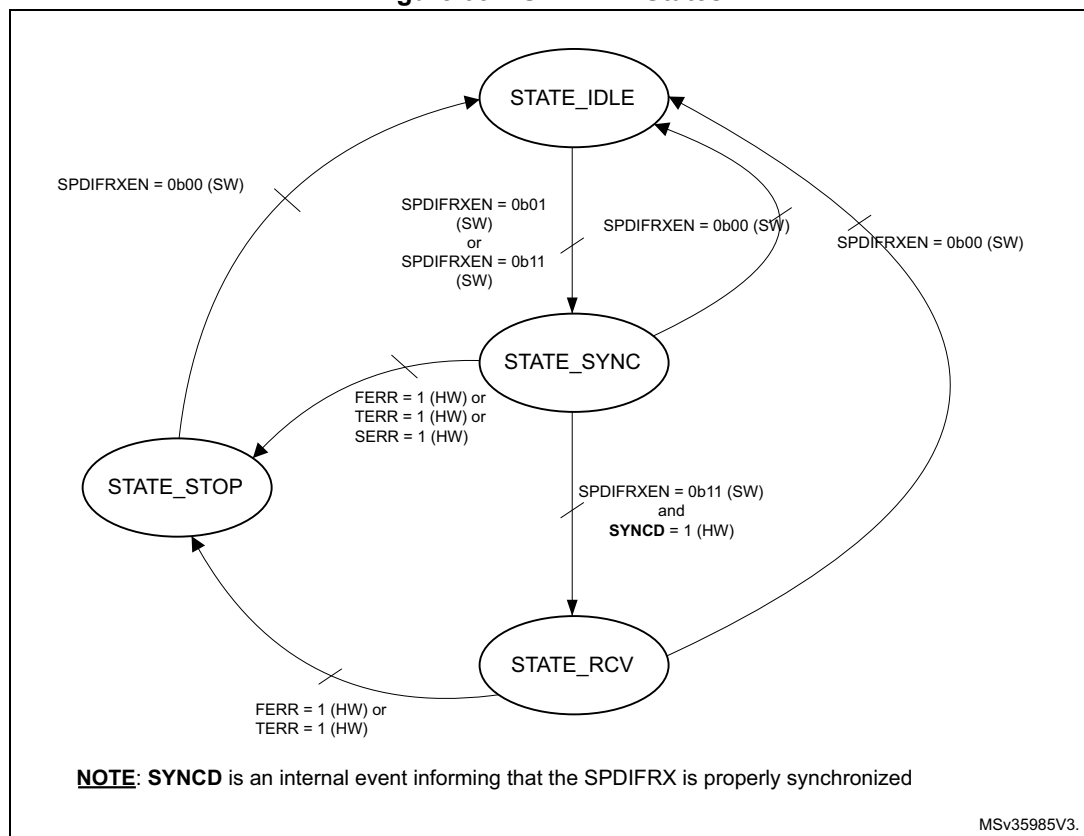 STATE_IDLE
SPDIFRXEN = 0b00 (SW)
SPDIFRXEN = 0b01
(SW)
or
SPDIFRXEN = 0b11
(SW)
SPDIFRXEN = 0b00 (SW)
SPDIFRXEN = 0b00 (SW)
STATE_SYNC
FERR = 1 (HW) or
TERR = 1 (HW) or
SERR = 1 (HW)
STATE_STOP
SPDIFRXEN = 0b11 (SW)
and
SYNCD = 1 (HW)
STATE_RCV
FERR = 1 (HW) or
TERR = 1 (HW)
NOTE: SYNCD is an internal event informing that the SPDIFRX is properly synchronized
MSv35985V3.